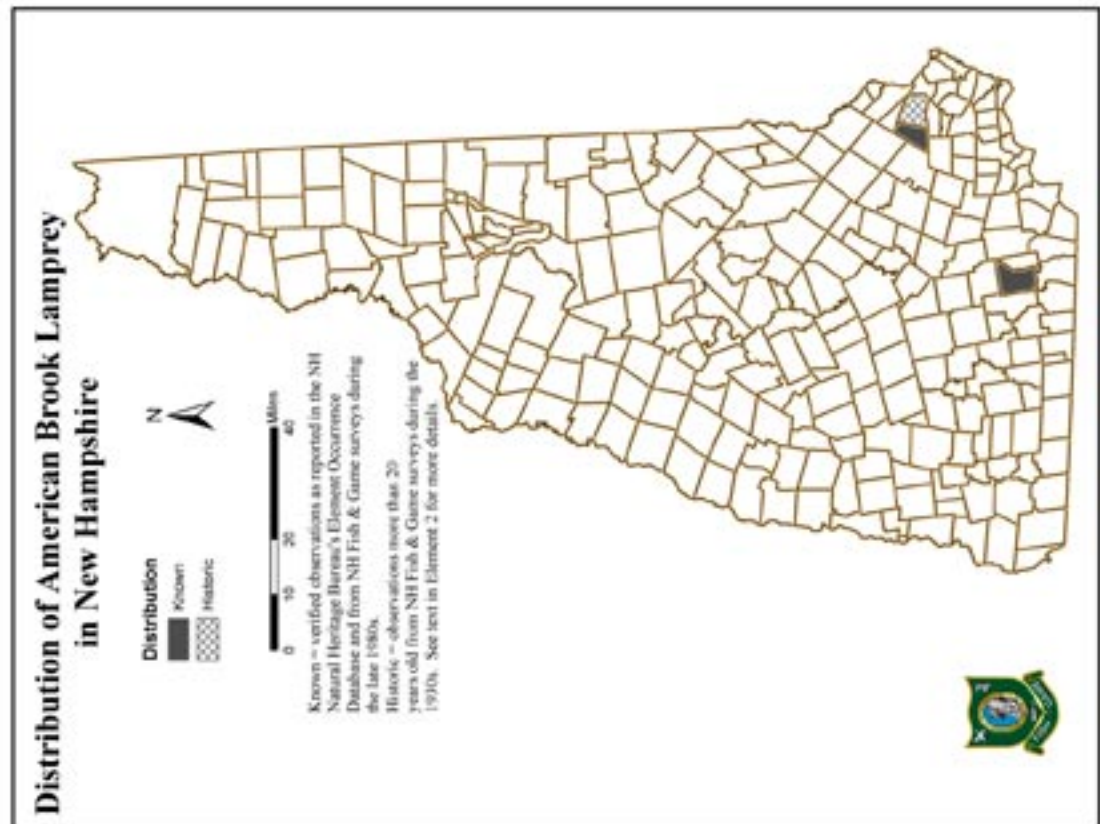 Distribution of American Brook Lamprey
in New Hampshire
N
Distribution
Known
Historic
0 10 20 40
Miles
Known = verified observations as reported in the NH
Natural Heritage Bureau's Element Occurrence
Database and from NH Fish & Game surveys during
the late 1980s.
Historic = observations more than 20
years old from NH Fish & Game surveys during the
1930s. See text in Element 2 for more details.